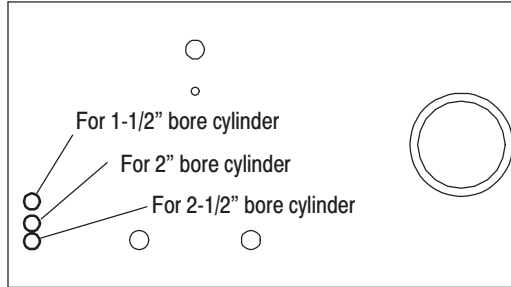 For 1-1/2” bore cylinder
For 2” bore cylinder
For 2-1/2” bore cylinder